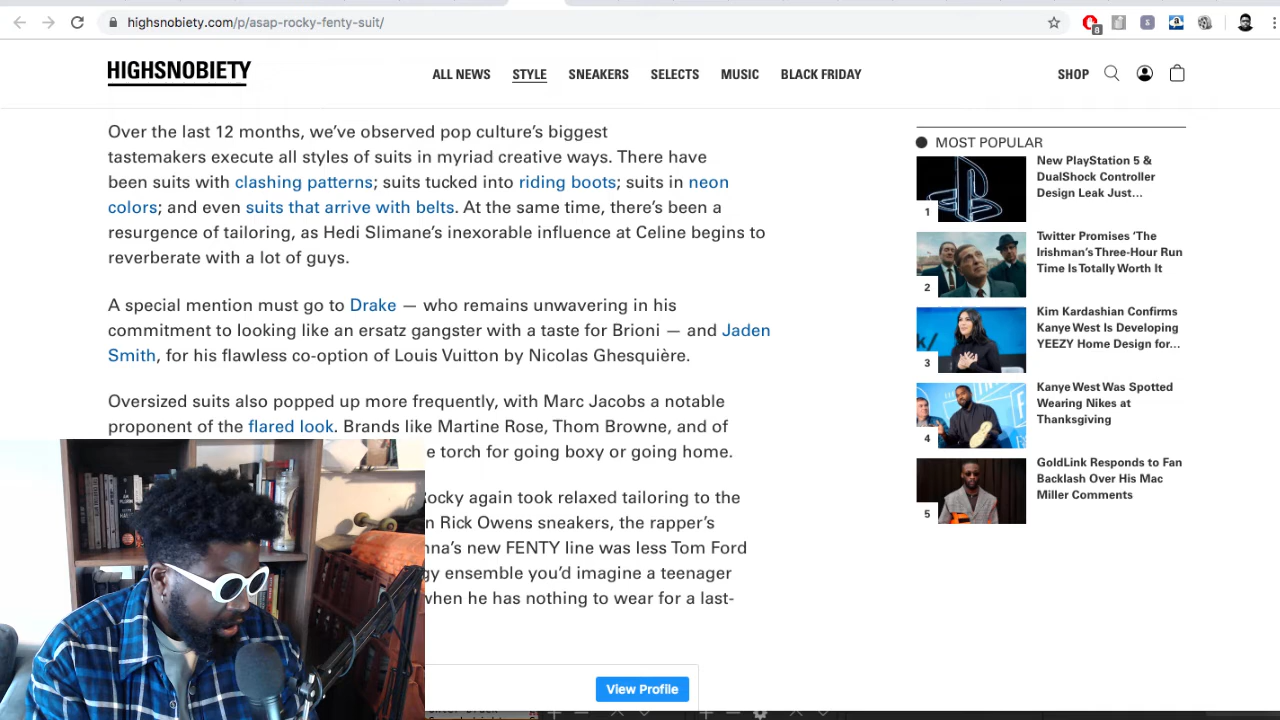 highsnobiety.com/p/asap-rocky-fenty-suit/
8
HIGHSNOBIETY
ALL NEWS STYLE SNEAKERS SELECTS MUSIC BLACK FRIDAY
SHOP
Over the last 12 months, we've observed pop culture's biggest
tastemakers execute all styles of suits in myriad creative ways. There have
been suits with clashing patterns; suits tucked into riding boots; suits in neon
colors; and even suits that arrive with belts. At the same time, there's been a
resurgence of tailoring, as Hedi Slimane's inexorable influence at Celine begins to
reverberate with a lot of guys.
A special mention must go to Drake — who remains unwavering in his
commitment to looking like an ersatz gangster with a taste for Brioni — and Jaden
Smith, for his flawless co-option of Louis Vuitton by Nicolas Ghesquière.
Oversized suits also popped up more frequently, with Marc Jacobs a notable
proponent of the flared look. Brands like Martine Rose, Thom Browne, and of
e torch for going boxy or going home.
Rocky again took relaxed tailoring to the
n Rick Owens sneakers, the rapper's
nna's new FENTY line was less Tom Ford
gy ensemble you'd imagine a teenager
when he has nothing to wear for a last-
View Profile
MOST POPULAR
1
New PlayStation 5 &
DualShock Controller
Design Leak Just...
2
Twitter Promises 'The
Irishman's Three-Hour Run
Time Is Totally Worth It
3
Kim Kardashian Confirms
Kanye West Is Developing
YEEZY Home Design for...
4
Kanye West Was Spotted
Wearing Nikes at
Thanksgiving
5
GoldLink Responds to Fan
Backlash Over His Mac
Miller Comments